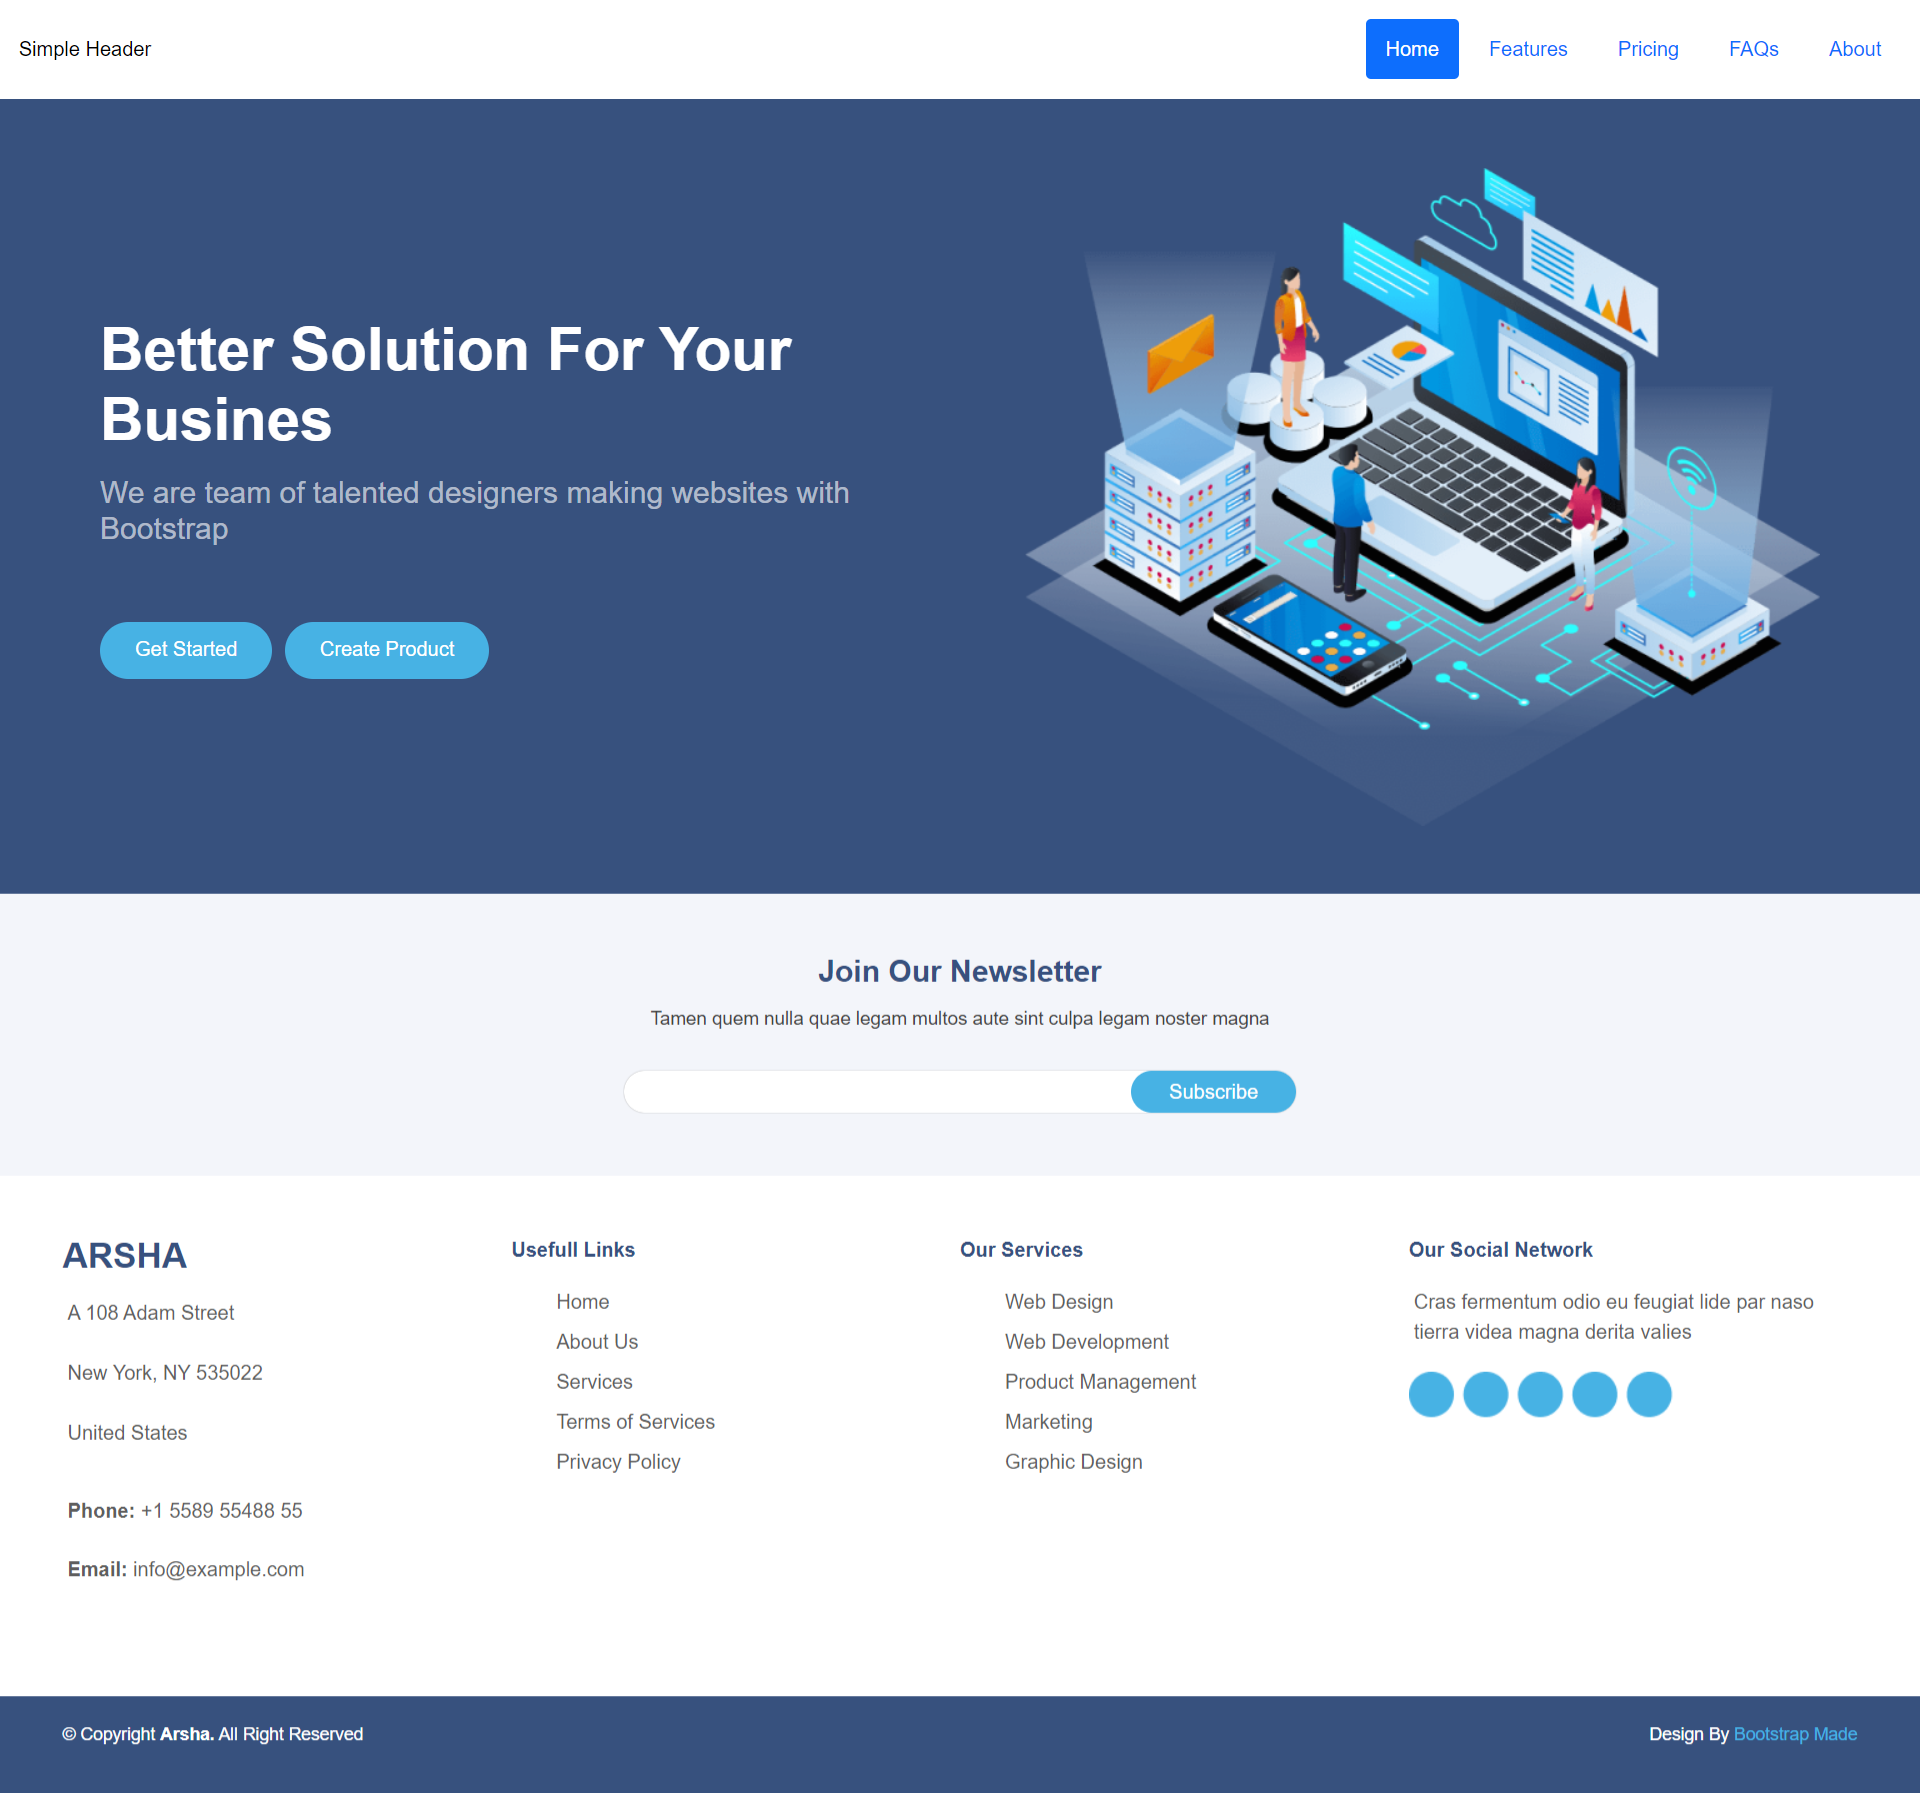 Simple Header
Home
Features
Pricing
FAQs
About
Better Solution For Your
Busines
We are team of talented designers making websites with
Bootstrap
Get Started
Create Product
Join Our Newsletter
Tamen quem nulla quae legam multos aute sint culpa legam noster magna
Subscribe
ARSHA
A 108 Adam Street
New York, NY 535022
United States
Phone: +1 5589 55488 55
Email: info@example.com
Usefull Links
Home
About Us
Services
Terms of Services
Privacy Policy
Our Services
Web Design
Web Development
Product Management
Marketing
Graphic Design
Our Social Network
Cras fermentum odio eu feugiat lide par naso
tierra videa magna derita valies
© Copyright Arsha. All Right Reserved
Design By Bootstrap Made